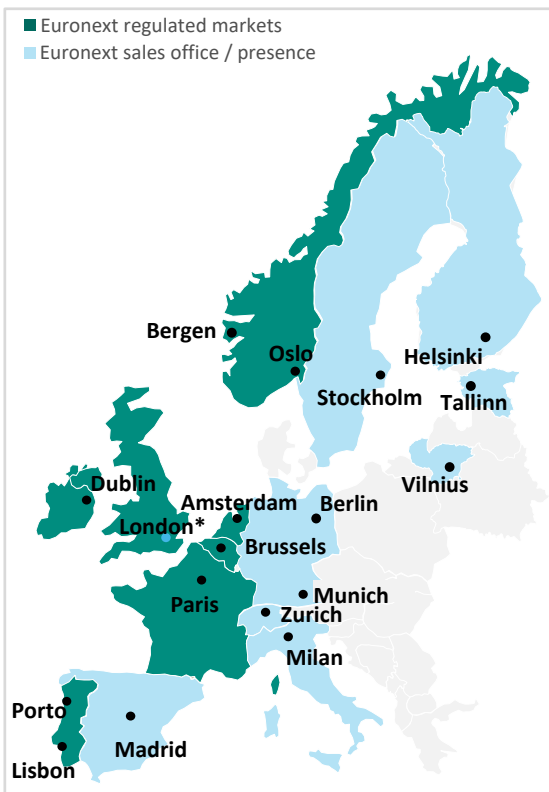 Euronext regulated markets
Euronext sales office / presence
Bergen
Oslo
Helsinki
Stockholm
Tallinn
Vilnius
Dublin
Amsterdam
Berlin
London*
Brussels
Paris
Munich
Zurich
Milan
Porto
Madrid
Lisbon